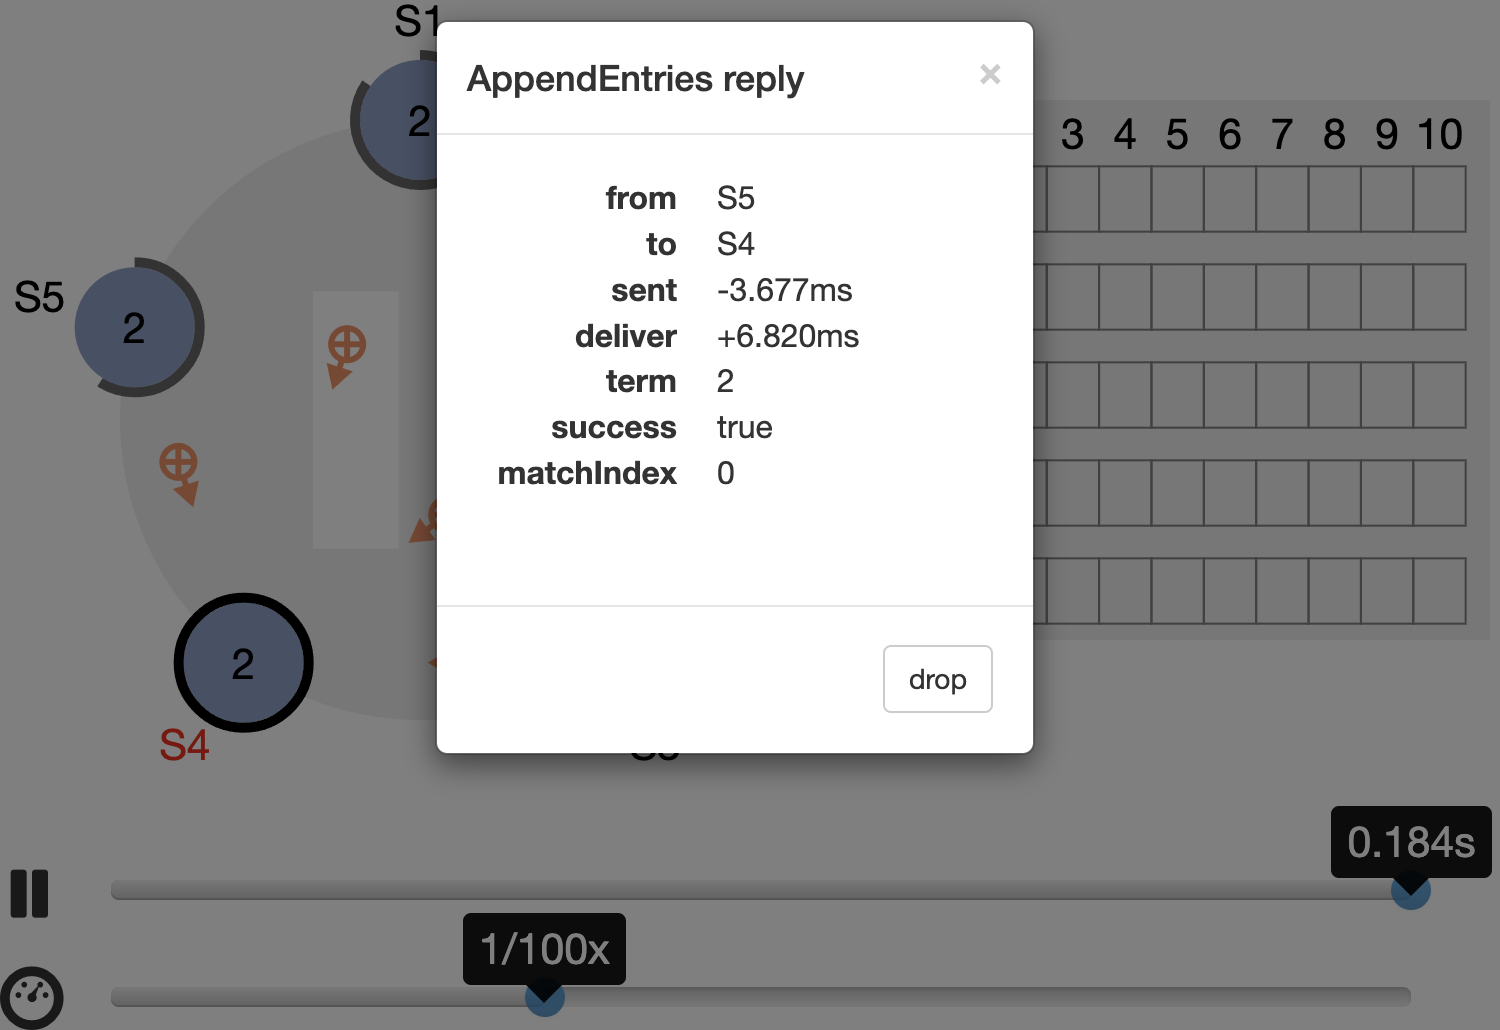 S1
2
AppendEntries reply
×
from S5
to S4
sent -3.677ms
deliver +6.820ms
term 2
success true
matchIndex 0
drop
3 4 5 6 7 8 9 10
S5
2
2
S4
0.184s
1/100x